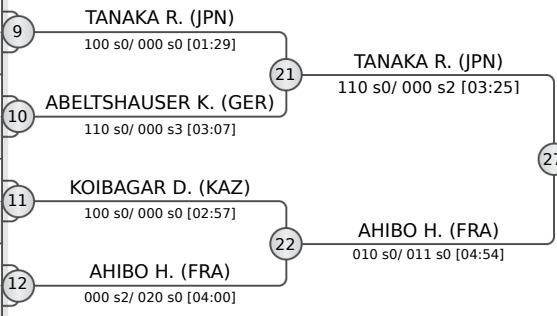 9
TANAKA R. (JPN)
100 s0/ 000 s0 [01:29]
21
TANAKA R. (JPN)
110 s0/ 000 s2 [03:25]
10
ABELTSHAUSER K. (GER)
110 s0/ 000 s3 [03:07]
27
11
KOIBAGAR D. (KAZ)
100 s0/ 000 s0 [02:57]
22
AHIBO H. (FRA)
010 s0/ 011 s0 [04:54]
12
AHIBO H. (FRA)
000 s2/ 020 s0 [04:00]